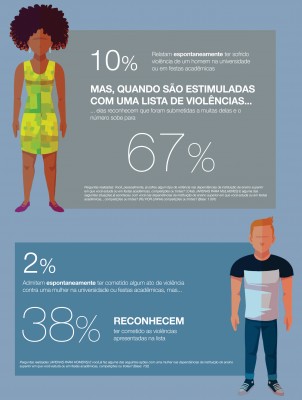 10% Relatam espontaneamente ter sofrido
violência de um homem na universidade
ou em festas acadêmicas
MAS, QUANDO SÃO ESTIMULADAS
COM UMA LISTA DE VIOLÊNCIAS...
... elas reconhecem que foram submetidas a muitas delas e o
número sobe para
67%
2%
Admitem espontaneamente ter cometido algum ato de violência
contra uma mulher na universidade ou festas acadêmicas, mas...
38% RECONHECEM
ter cometido as violências
apresentadas na lista